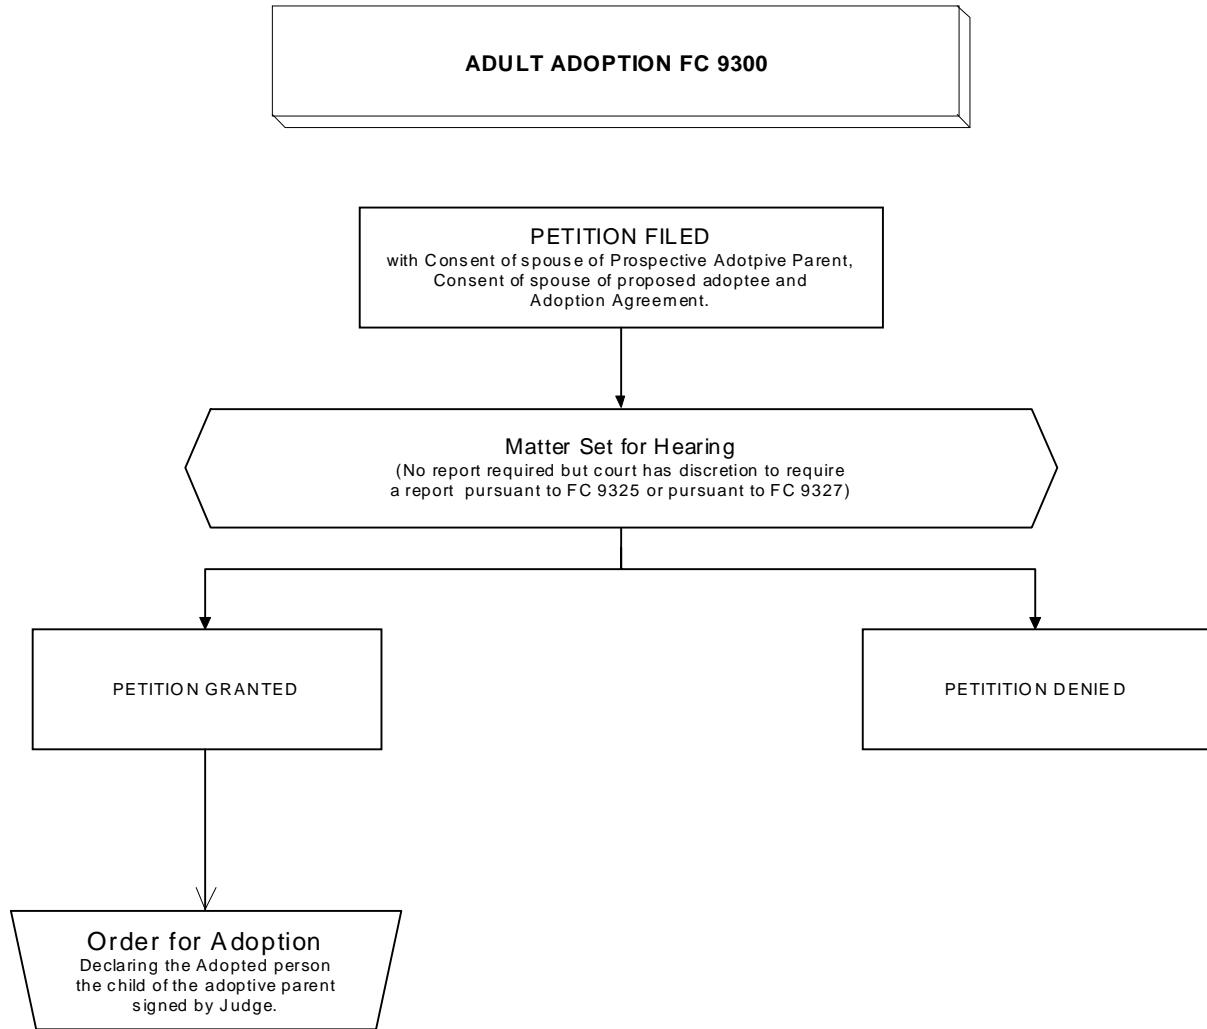 ADULT ADOPTION FC 9300
PETITION FILED
with Consent of spouse of Prospective Adotpive Parent,
Consent of spouse of proposed adoptee and
Adoption Agreement.
Matter Set for Hearing
(No report required but court has discretion to require
a report pursuant to FC 9325 or pursuant to FC 9327)
PETITION GRANTED
PETITITION DENIED
Order for Adoption
Declaring the Adopted person
the child of the adoptive parent
signed by Judge.